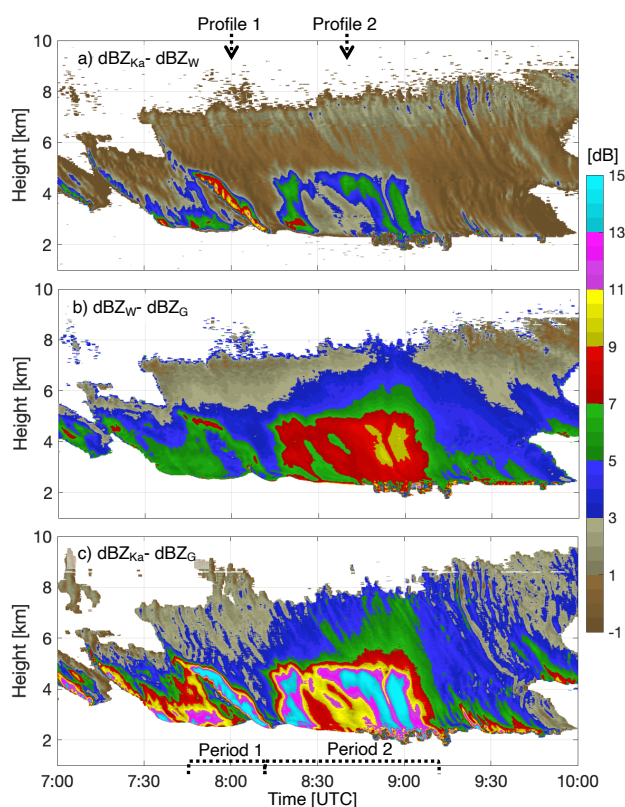 Profile 1 Profile 2
10
a) dBZKa- dBZW
8
Height [km]
6
4
2
[dB]
15
13
11
9
7
5
3
1
-1
10
b) dBZW- dBZG
8
Height [km]
6
4
2
10
c) dBZKa- dBZG
8
Height [km]
6
4
2
Period 1 Period 2
7:00 7:30 8:00 8:30 9:00 9:30 10:00
Time [UTC]